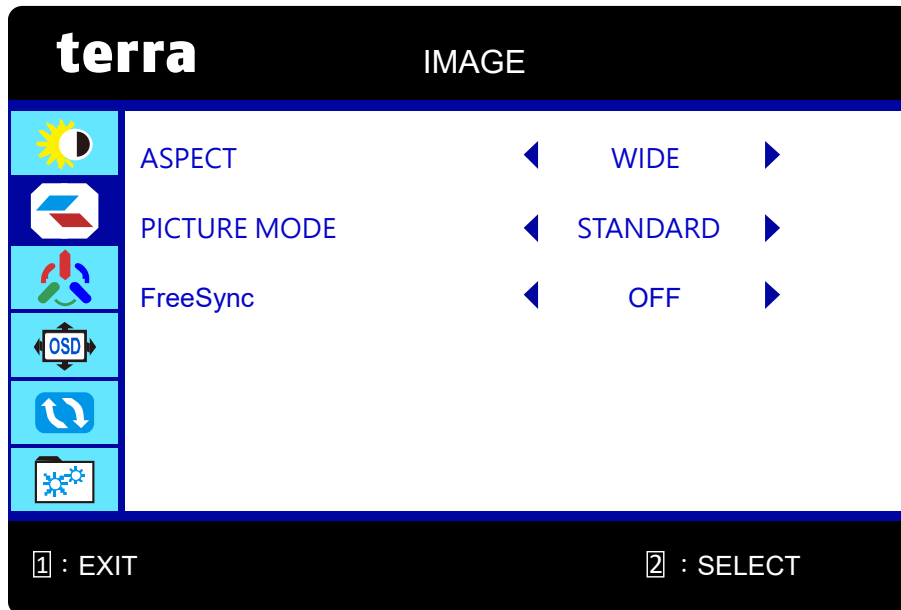 terra IMAGE
ASPECT WIDE
PICTURE MODE STANDARD
FreeSync OFF
OSD
1 : EXIT 2 : SELECT